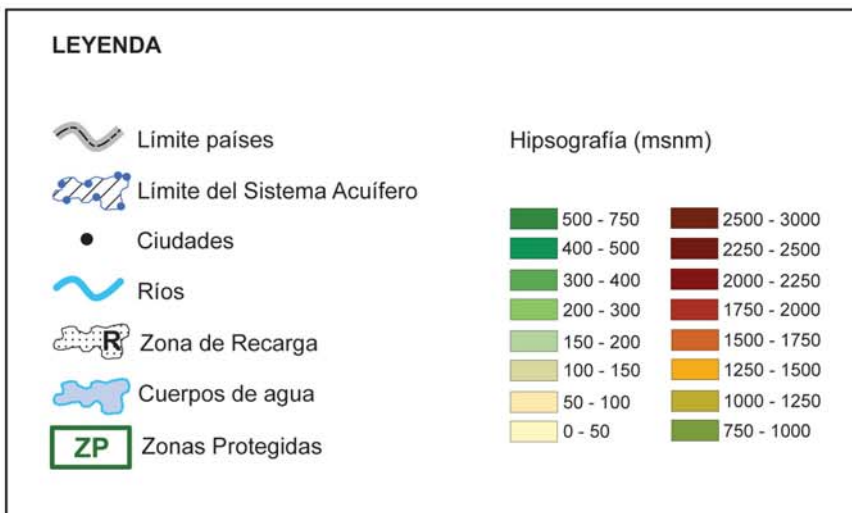 LEYENDA
Límite países
Límite del Sistema Acuífero
Ciudades
Ríos
R
Zona de Recarga
Cuerpos de agua
ZP
Zonas Protegidas
Hipsografía (msnm)
500 - 750
400 - 500
300 - 400
200 - 300
150 - 200
100 - 150
50 - 100
0 - 50
2500 - 3000
2250 - 2500
2000 - 2250
1750 - 2000
1500 - 1750
1250 - 1500
1000 - 1250
750 - 1000